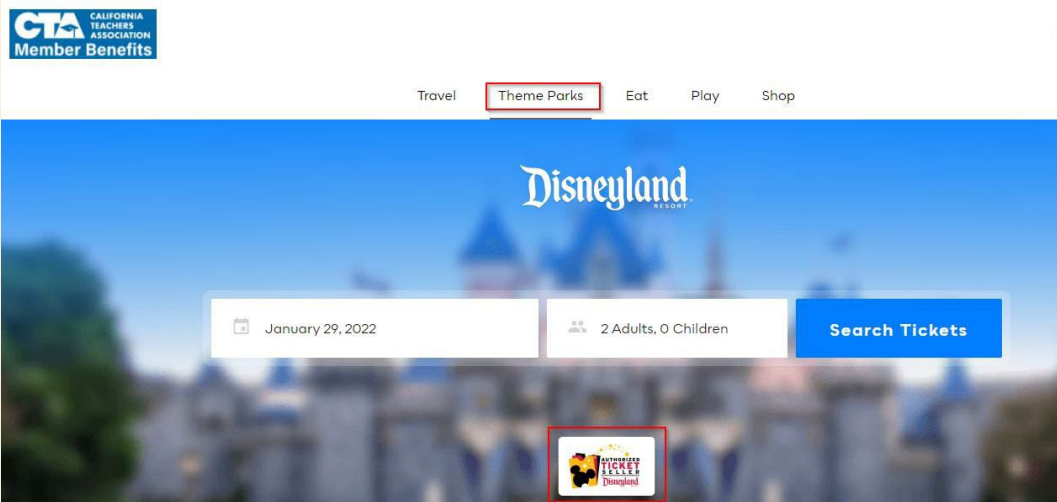 CTA CALIFORNIA
TEACHERS
ASSOCIATION
Member Benefits
Travel Theme Parks Eat Play Shop
Disneyland
RESORT
January 29, 2022 2 Adults, 0 Children Search Tickets
AUTHORIZED
TICKET
SELLER
Disneyland